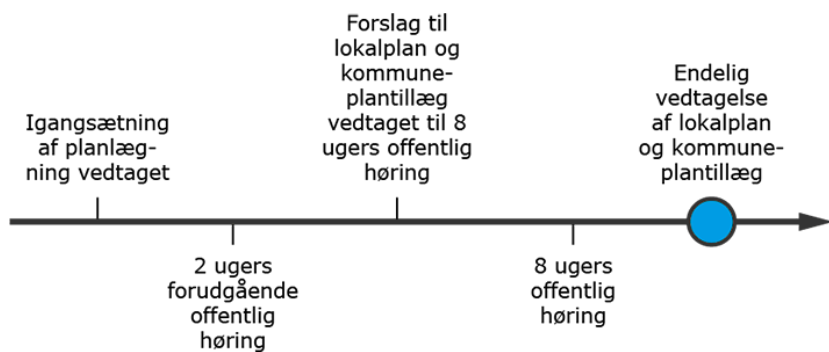 Igangsætning
af planlæg-
ning vedtaget
2 ugers
forudgående
offentlig
høring
Forslag til
lokalplan og
kommune-
plantillæg
vedtaget til 8
ugers offentlig
høring
8 ugers
offentlig
høring
Endelig
vedtagelse
af lokalplan
og kommune-
plantillæg